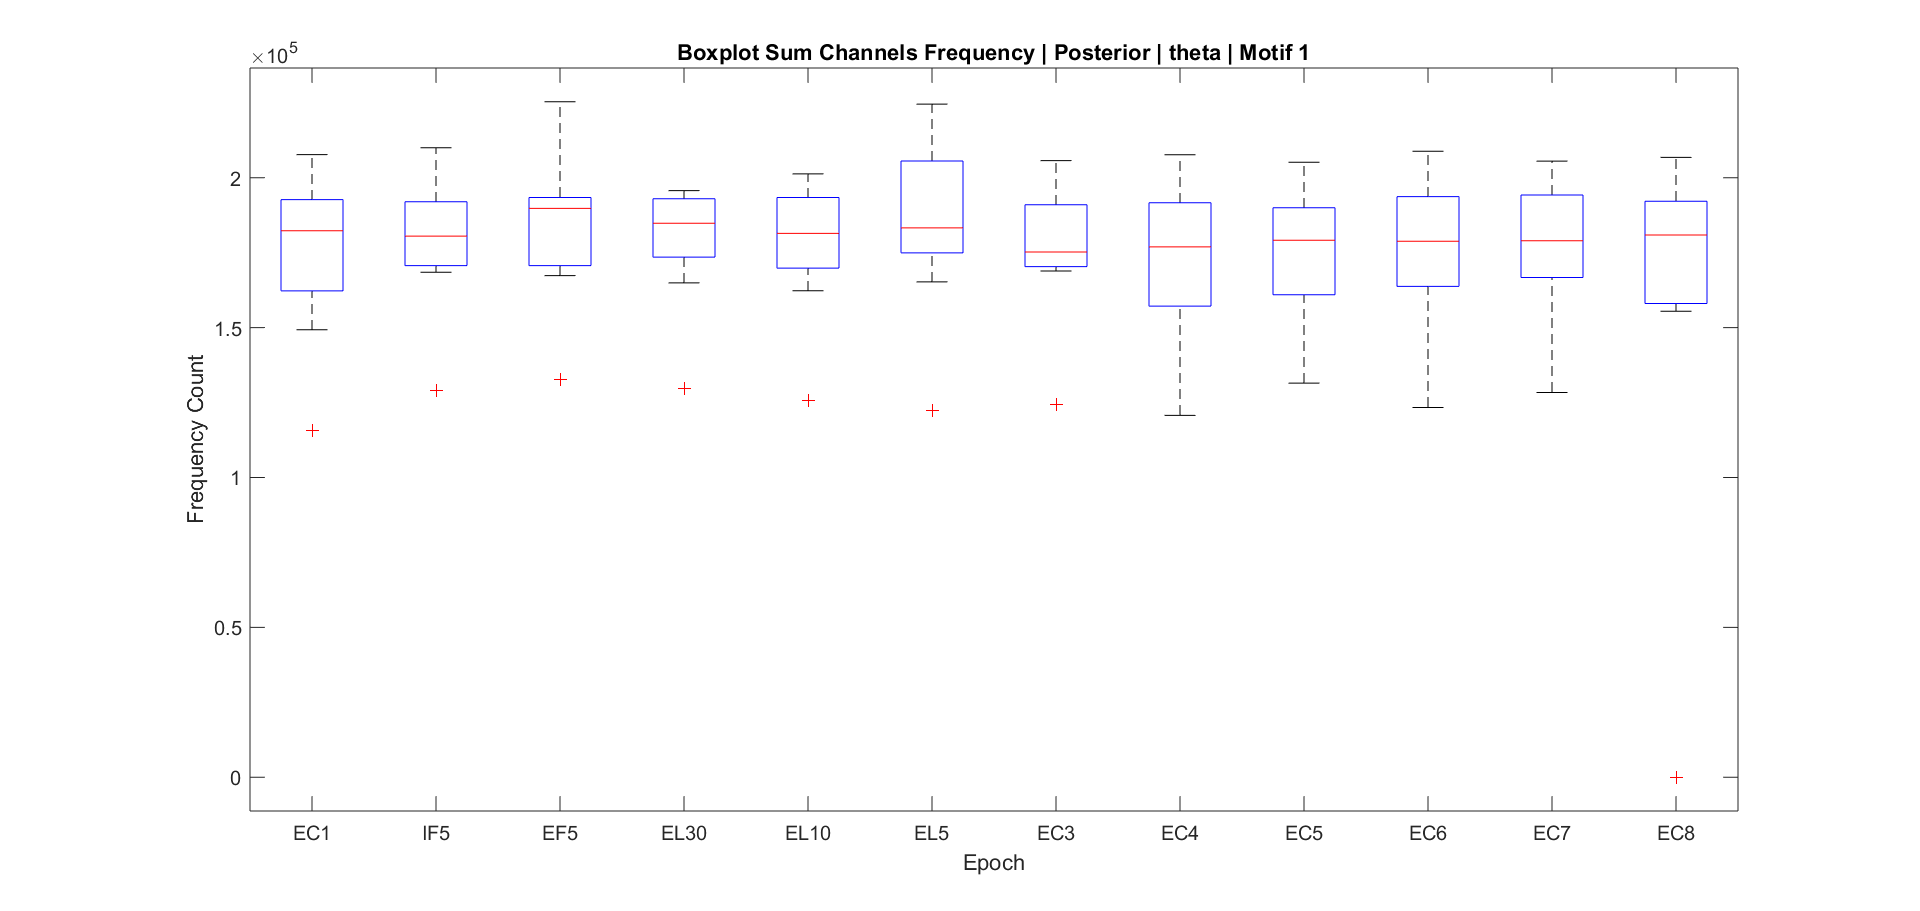 Boxplot Sum Channels Frequency | Posterior | theta | Motif 1
×10^5
2
1.5
1
0.5
0
Frequency Count
EC1 IF5 EF5 EL30 EL10 EL5 EC3 EC4 EC5 EC6 EC7 EC8
Epoch